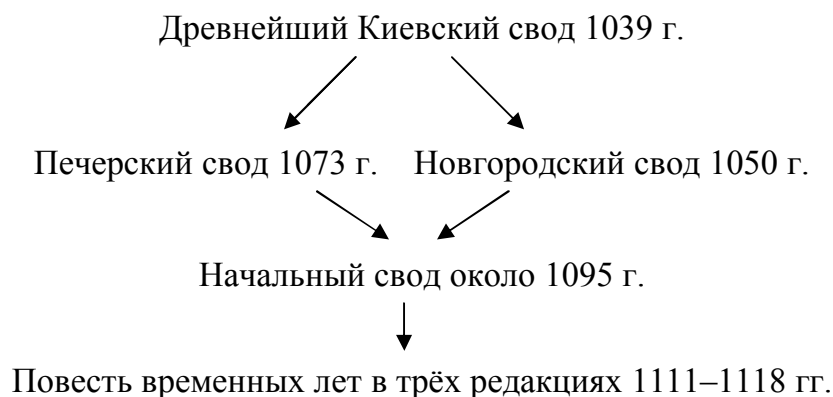 Древнейший Киевский свод 1039 г.
Печерский свод 1073 г. Новгородский свод 1050 г.
Начальный свод около 1095 г.
Повесть временных лет в трёх редакциях 1111–1118 гг.